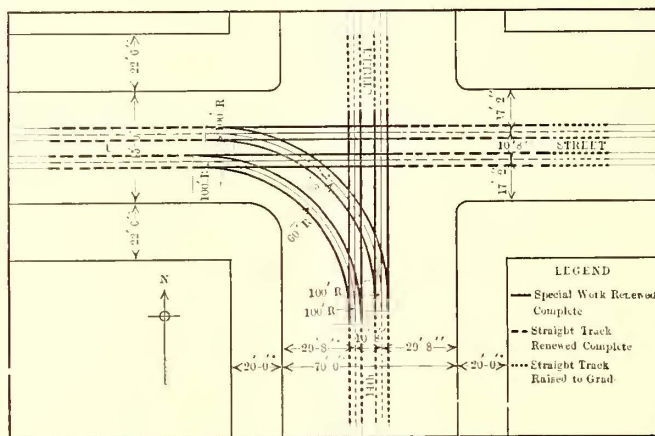 22'6"
STREET
100' R
17' 2"
10' 8"
STREET
100' R
17' 2"
60' R
22' 6"
N
100' R
100' R
29'-8"
29' 8"
20'-0"
70' 0"
20'-0"
140th
LEGEND
Special Work Renewed
Complete
Straight Track
Renewed Complete
Straight Track
Raised to Grad